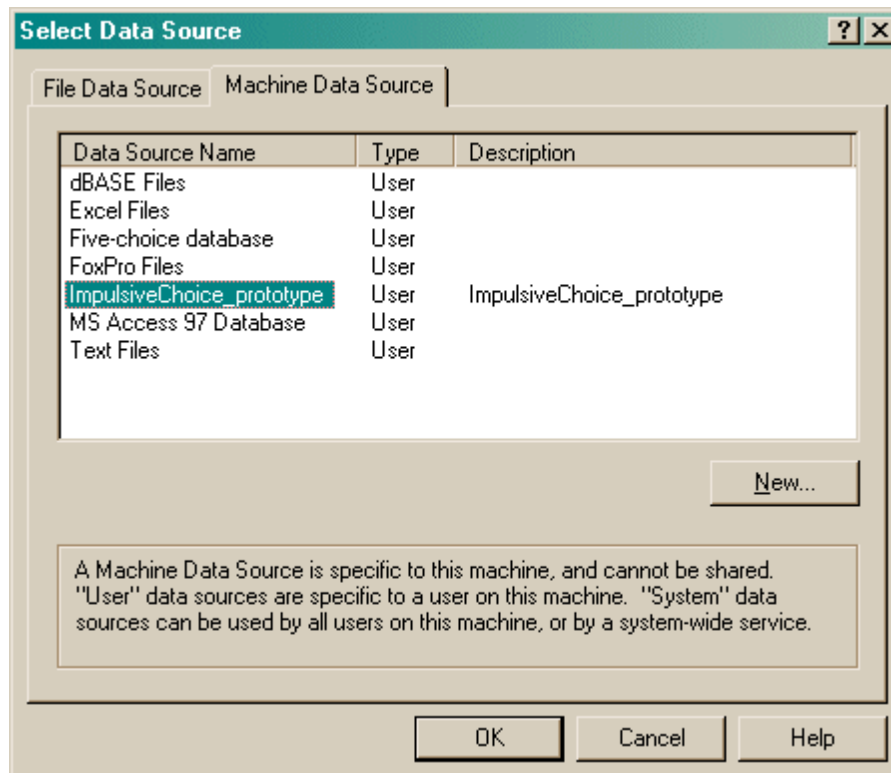 Select Data Source
File Data Source Machine Data Source
Data Source Name Type Description
dBASE Files User
Excel Files User
Five-choice database User
FoxPro Files User
ImpulsiveChoice_prototype User ImpulsiveChoice_prototype
MS Access 97 Database User
Text Files User
New...
A Machine Data Source is specific to this machine, and cannot be shared.
"User" data sources are specific to a user on this machine. "System" data
sources can be used by all users on this machine, or by a system-wide service.
OK Cancel Help